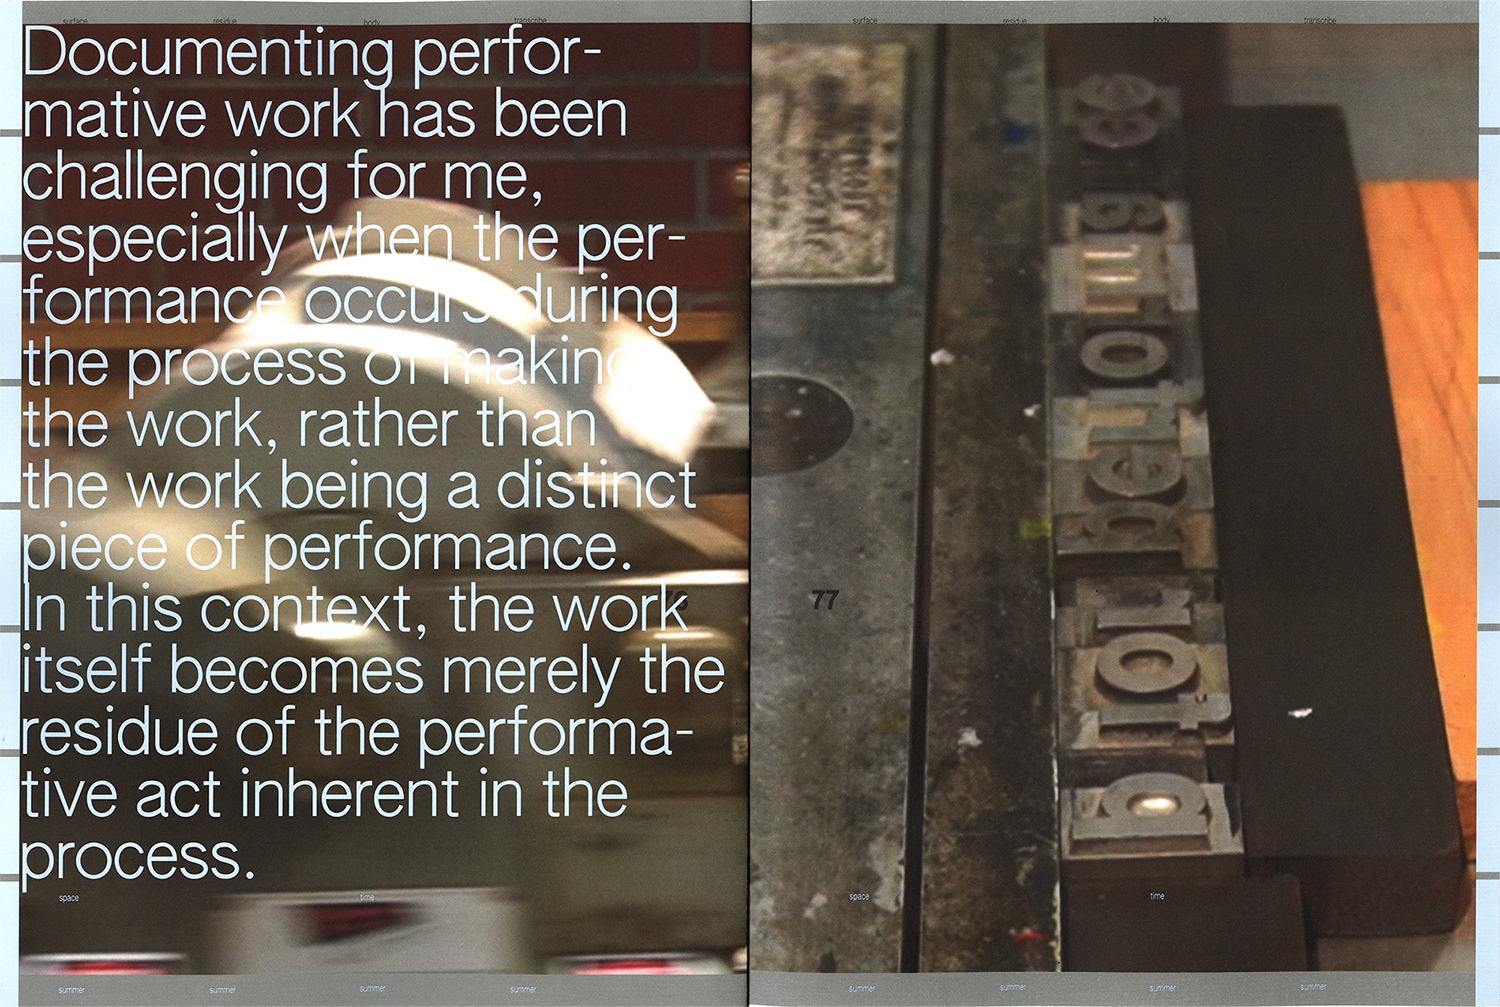 surface residue body transcribe
Documenting perfor-
mative work has been
challenging for me,
especially when the per-
formance occurs during
the process of making
the work, rather than
the work being a distinct
piece of performance.
In this context, the work
itself becomes merely the
residue of the performa-
tive act inherent in the
process.
space time
summer summer summer summer
surface residue body transcribe
77
space time
summer summer summer summer